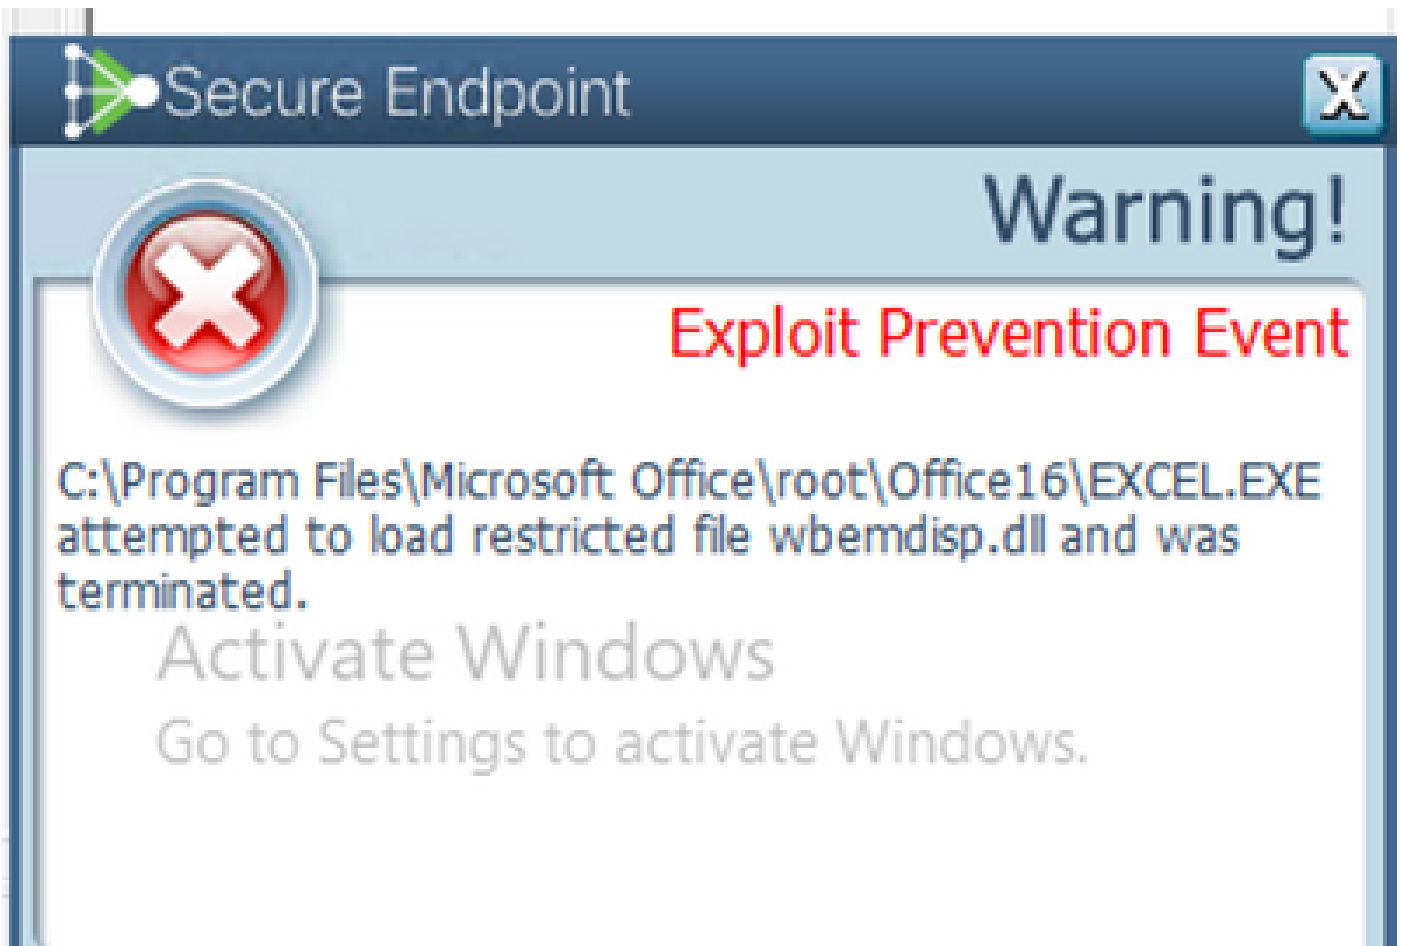 Secure Endpoint
X
Warning!
Exploit Prevention Event
C:\Program Files\Microsoft Office\root\Office16\EXCEL.EXE
attempted to load restricted file wbemdisp.dll and was
terminated.
Activate Windows
Go to Settings to activate Windows.